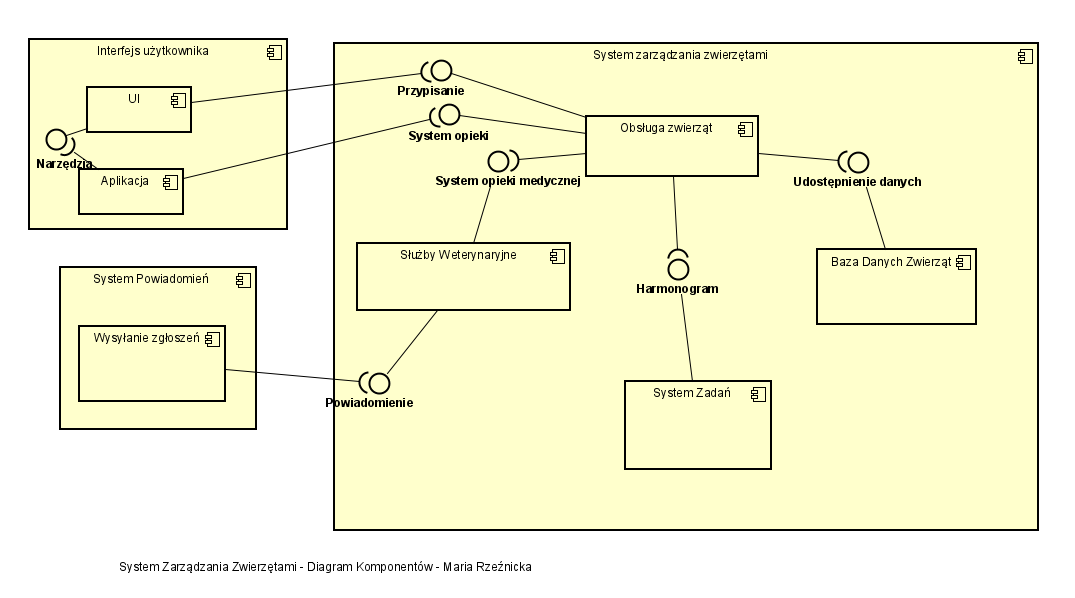 Interfejs użytkownika
UI
Narzędzia
Aplikacja
System Powiadomień
Wysyłanie zgłoszeń
System zarządzania zwierzętami
Przypisanie
System opieki
System opieki medycznej
Obsługa zwierząt
Udostępnienie danych
Służby Weterynaryjne
Harmonogram
Baza Danych Zwierząt
Powiadomienie
System Zadań
System Zarządzania Zwierzętami - Diagram Komponentów - Maria Rzeźnicka